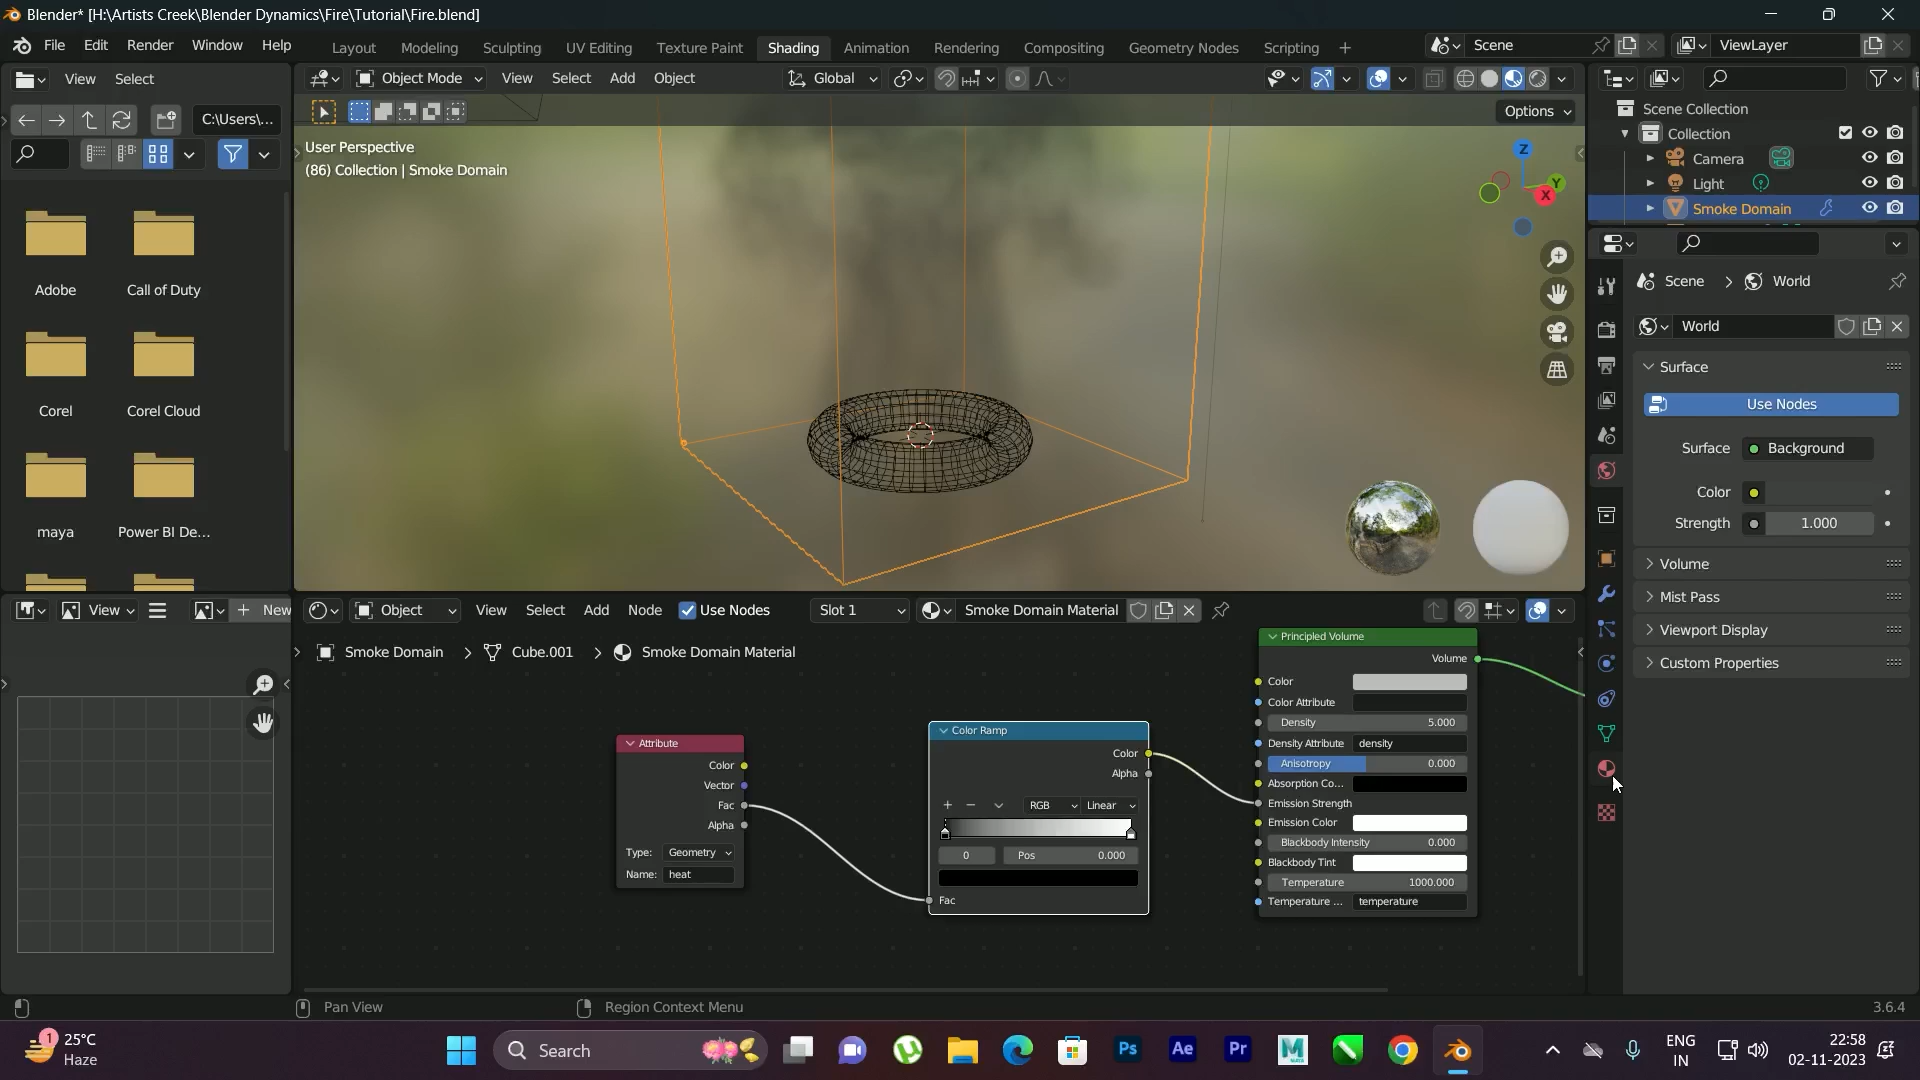 Blender* [H:\Artists Creek\Blender Dynamics\Fire\Tutorial\Fire.blend]
File Edit Render Window Help
Layout Modeling Sculpting UV Editing Texture Paint Shading Animation Rendering Compositing Geometry Nodes Scripting
Scene
ViewLayer
View Select
Object Mode View Select Add Object
Global
C:\Users\...
Options
User Perspective
(86) Collection | Smoke Domain
Z
Y
X
Adobe
Call of Duty
Corel
Corel Cloud
maya
Power BI De...
Scene Collection
Collection
Camera
Light
Smoke Domain
Scene > World
World
Surface
Use Nodes
Surface Background
Color
Strength 1.000
Volume
Mist Pass
Viewport Display
Custom Properties
View
New
Object View Select Add Node Use Nodes Slot 1 Smoke Domain Material
Smoke Domain > Cube.001 > Smoke Domain Material
Attribute
Color
Vector
Fac
Alpha
Type: Geometry
Name: heat
Color Ramp
Color
Alpha
RGB Linear
0 Pos 0.000
Fac
Principled Volume
Volume
Color
Color Attribute
Density 5.000
Density Attribute density
Anisotropy 0.000
Absorption Co...
Emission Strength
Emission Color
Blackbody Intensity 0.000
Blackbody Tint
Temperature 1000.000
Temperature ... temperature
Pan View
Region Context Menu
3.6.4
1
25°C
Haze
Search
Ps
Ae
Pr
M
ENG
IN
22:58
02-11-2023